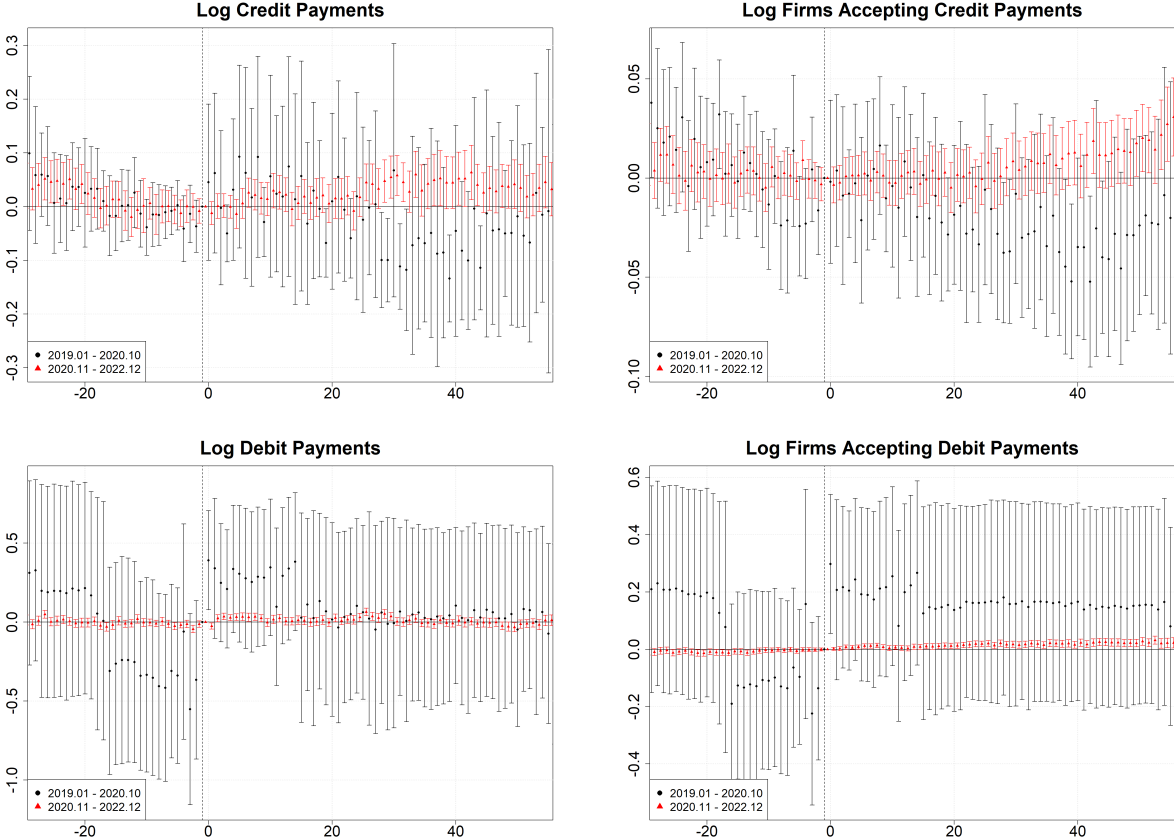 Log Credit Payments
0.3
0.2
0.1
0.0
-0.1
-0.2
-0.3
2019.01 - 2020.10
2020.11 - 2022.12
-20 0 20 40
Log Firms Accepting Credit Payments
0.05
0.00
-0.05
-0.10
2019.01 - 2020.10
2020.11 - 2022.12
-20 0 20 40
Log Debit Payments
0.5
0.0
-0.5
-1.0
2019.01 - 2020.10
2020.11 - 2022.12
-20 0 20 40
Log Firms Accepting Debit Payments
0.6
0.4
0.2
0.0
-0.2
-0.4
2019.01 - 2020.10
2020.11 - 2022.12
-20 0 20 40